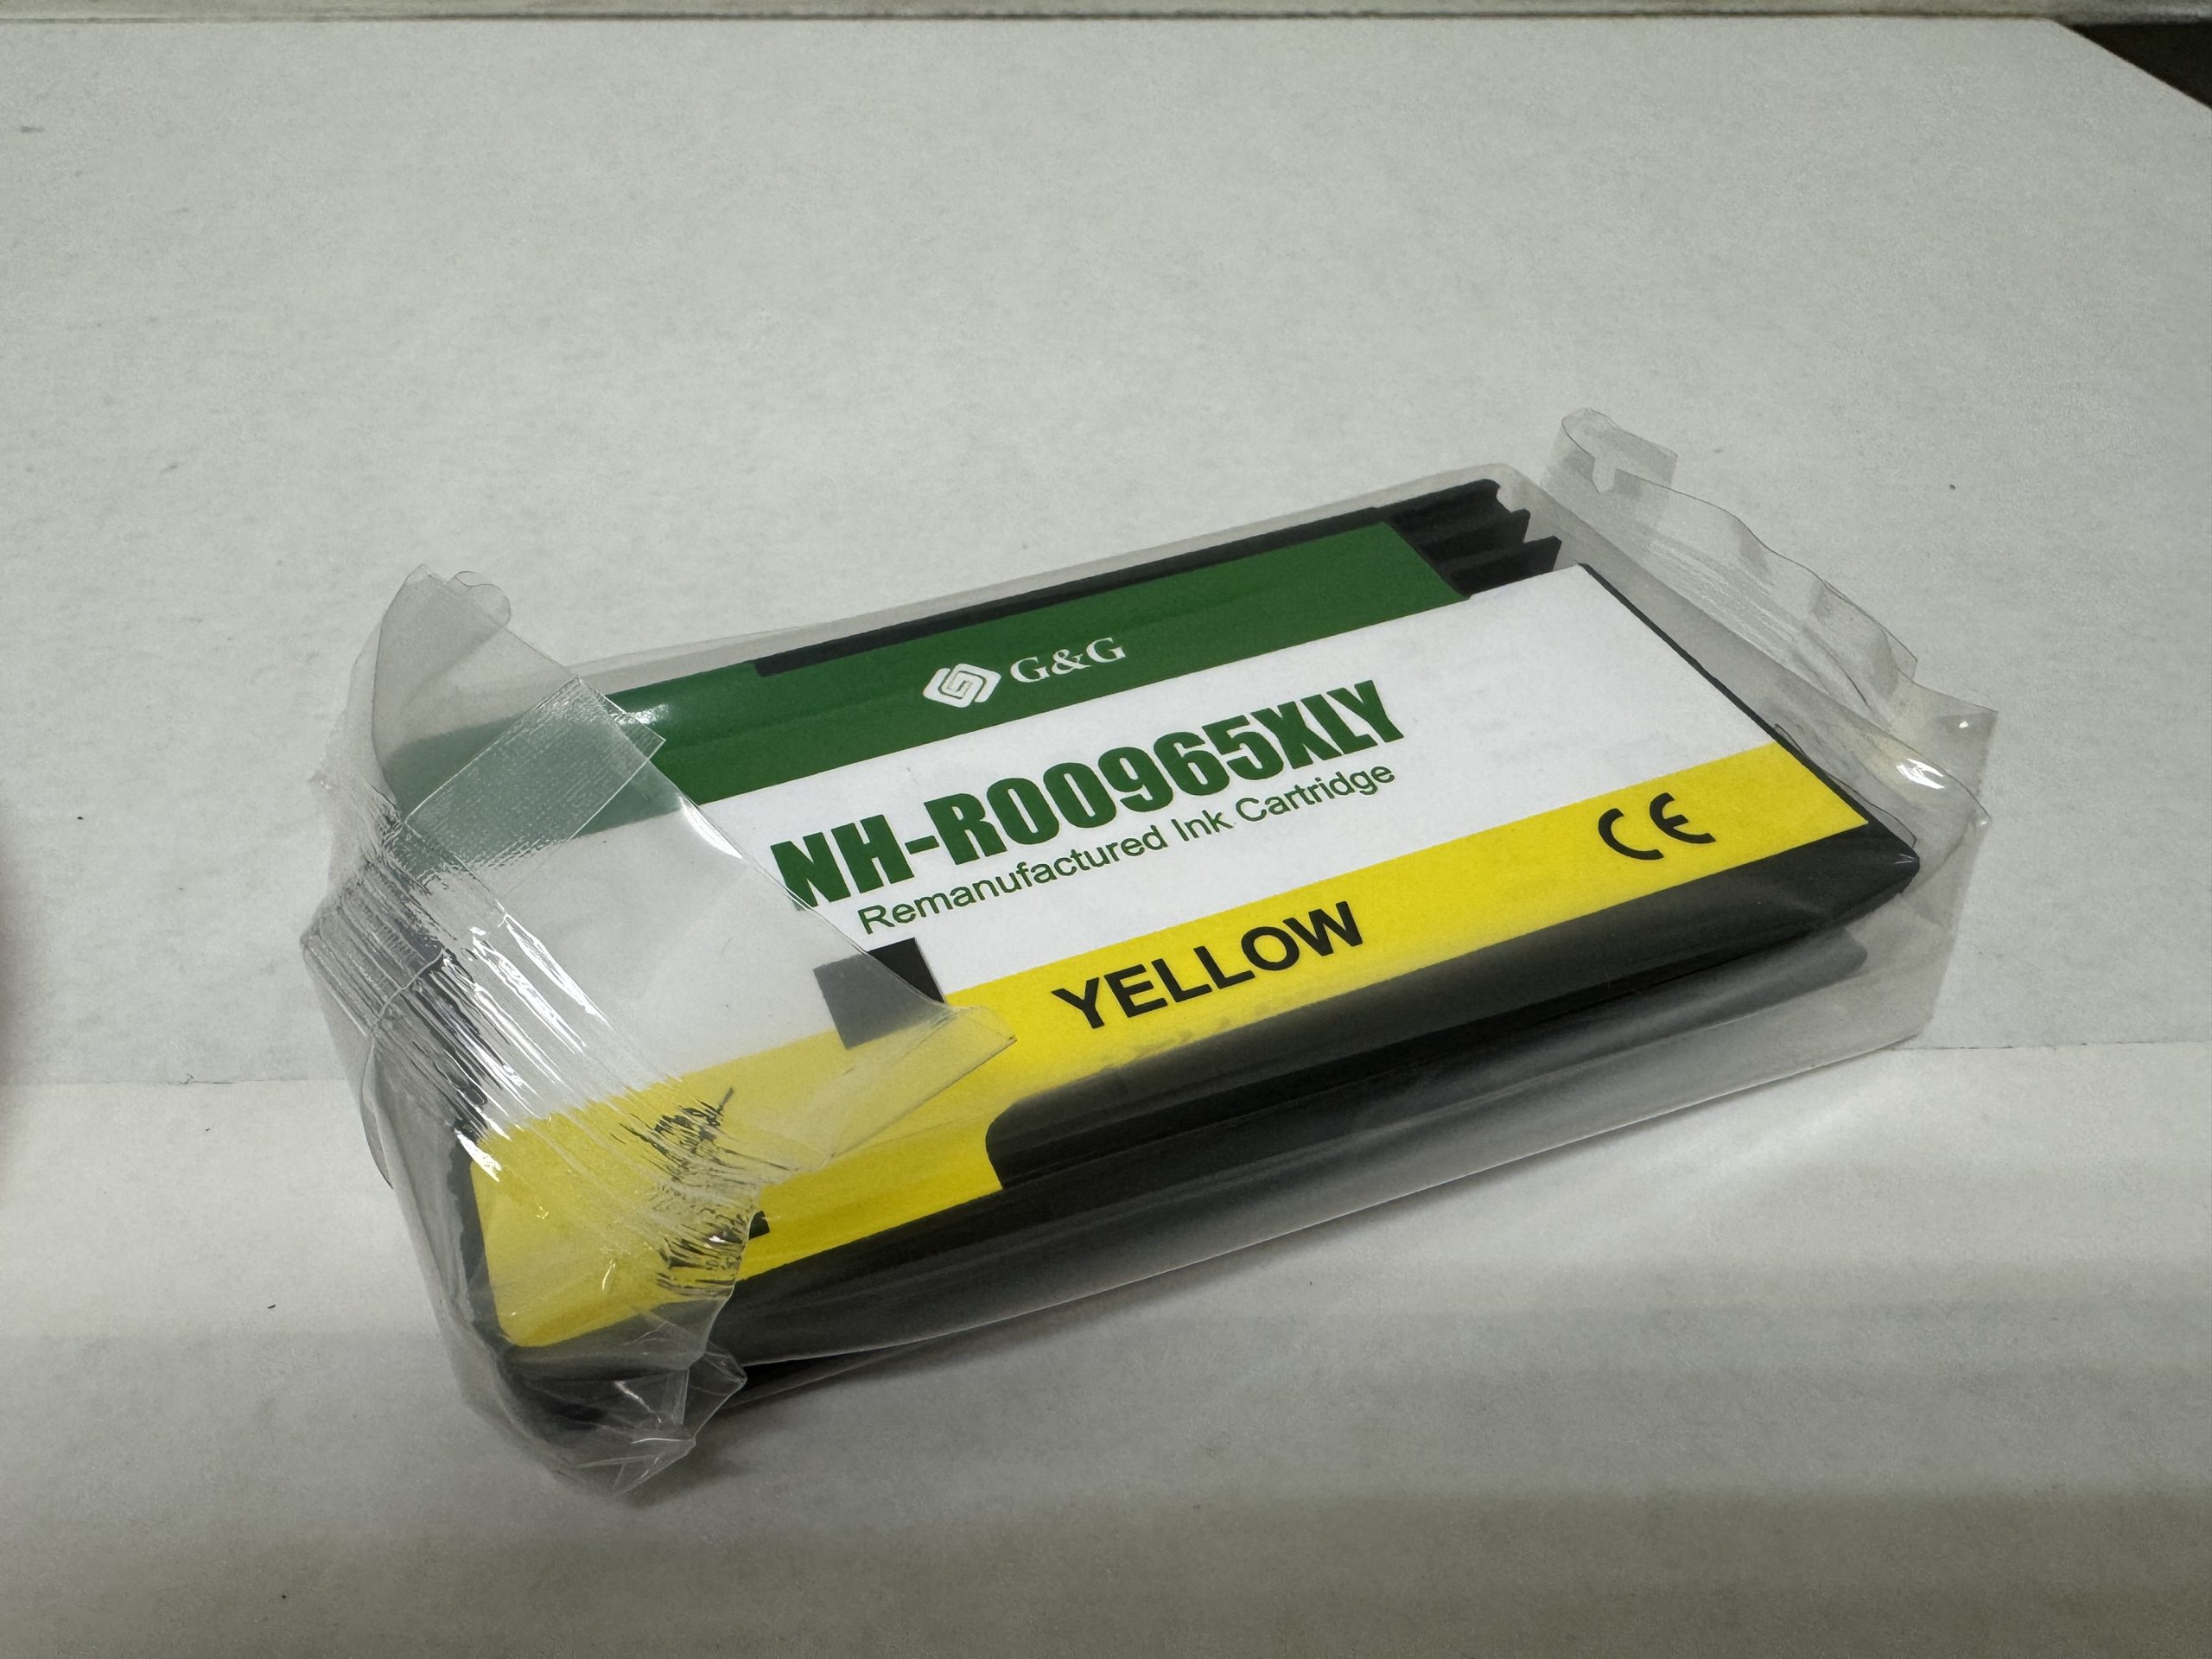 G&G
NH-R00965XLY
Remanufactured Ink Cartridge
CE
YELLOW